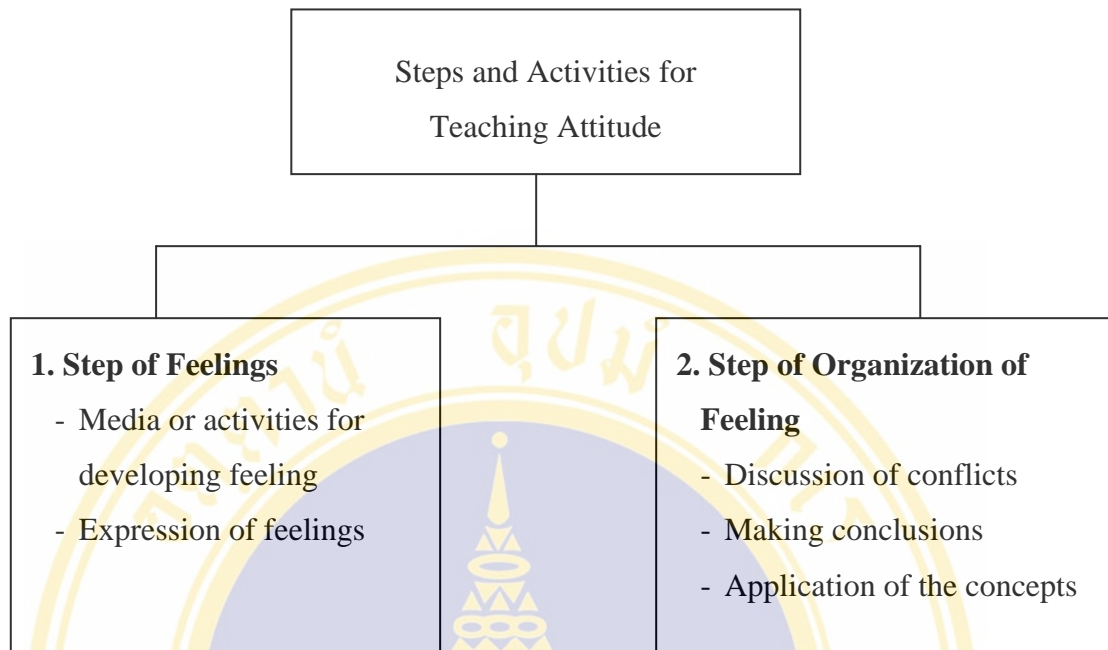 Steps and Activities for
Teaching Attitude
1. Step of Feelings
- Media or activities for
developing feeling
- Expression of feelings
2. Step of Organization of
Feeling
- Discussion of conflicts
- Making conclusions
- Application of the concepts